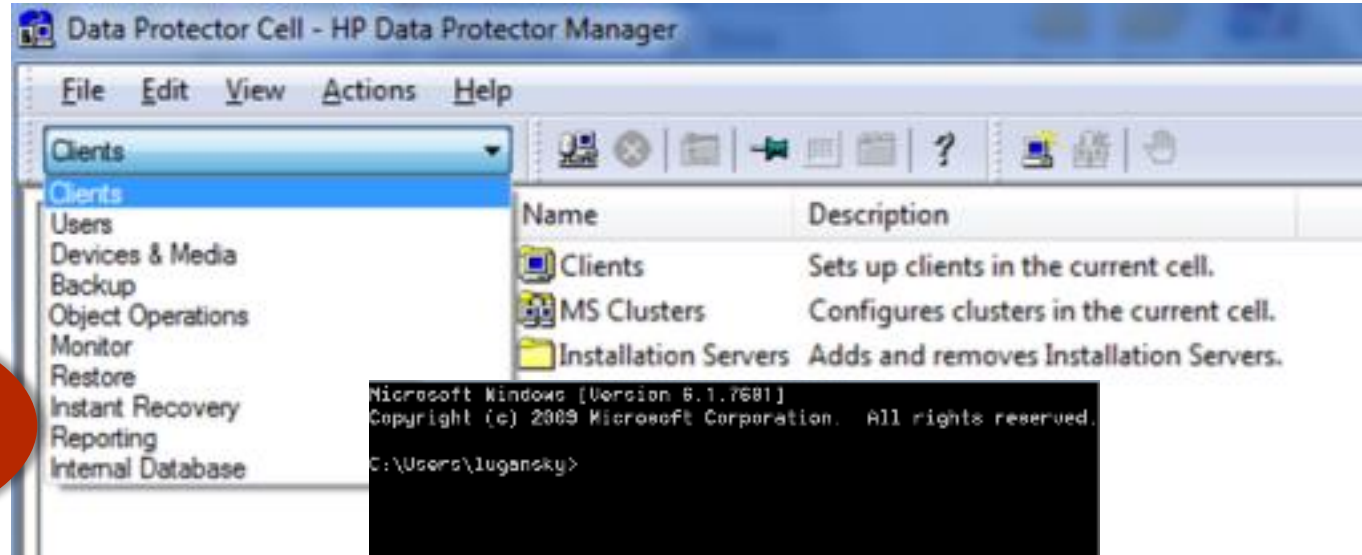 Data Protector Cell - HP Data Protector Manager
File Edit View Actions Help
Clients
Clients
Users
Devices & Media
Backup
Object Operations
Monitor
Restore
Instant Recovery
Reporting
Internal Database
Name Description
Clients Sets up clients in the current cell.
MS Clusters Configures clusters in the current cell.
Installation Servers Adds and removes Installation Servers.
Microsoft Windows [Version 6.1.7601]
Copyright (c) 2009 Microsoft Corporation. All rights reserved.
C:\Users\lugansky>